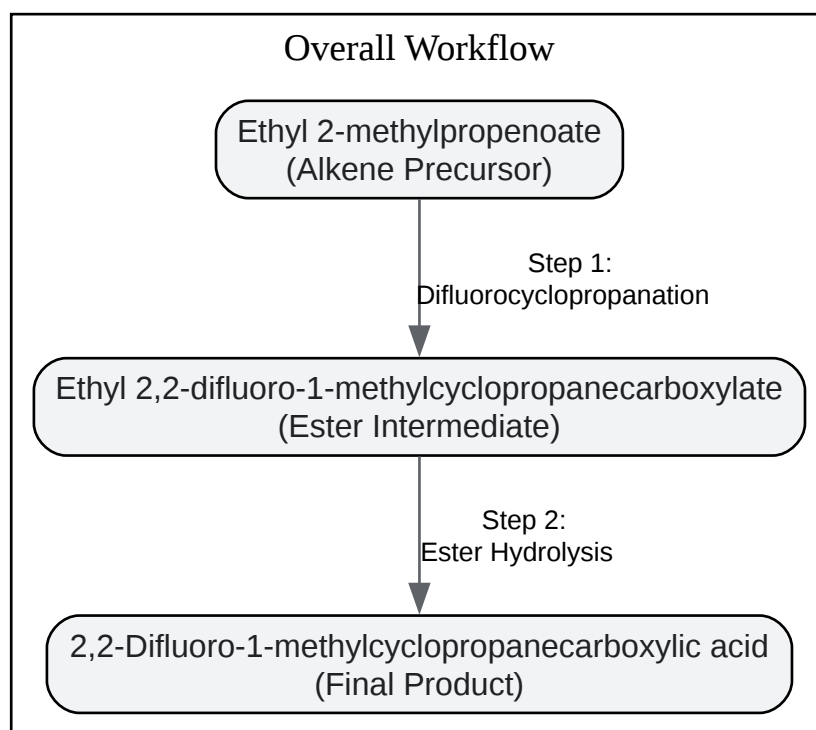 Overall Workflow
Ethyl 2-methylpropenoate
(Alkene Precursor)
Step 1:
Difluorocyclopropanation
Ethyl 2,2-difluoro-1-methylcyclopropanecarboxylate
(Ester Intermediate)
Step 2:
Ester Hydrolysis
2,2-Difluoro-1-methylcyclopropanecarboxylic acid
(Final Product)